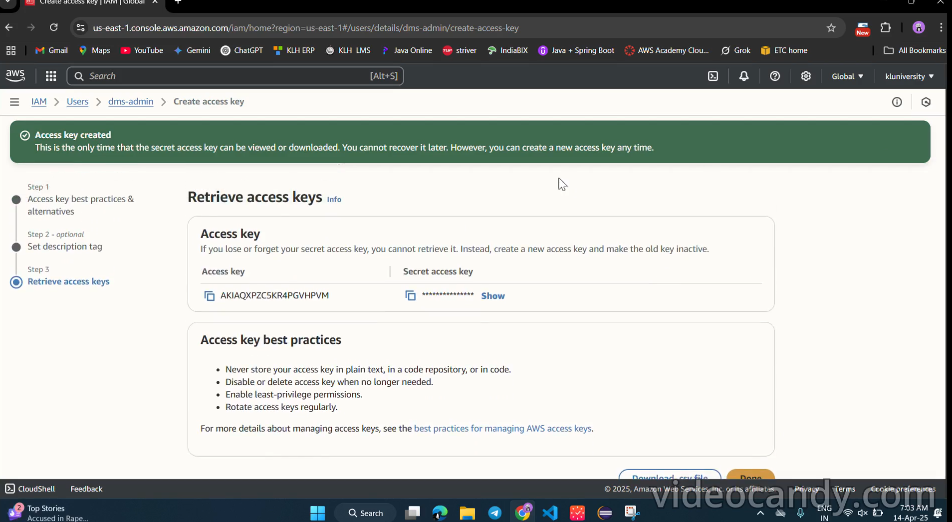 Create access key | IAM | Global
us-east-1.console.aws.amazon.com/iam/home?region=us-east-1#/users/details/dms-admin/create-access-key
Gmail Maps YouTube Gemini ChatGPT KLH ERP KLH LMS Java Online striver IndiaBIX Java + Spring Boot AWS Academy Clou... Grok ETC home All Bookmarks
New
aws Search [Alt+S] Global kluniversity
IAM > Users > dms-admin > Create access key
Access key created
This is the only time that the secret access key can be viewed or downloaded. You cannot recover it later. However, you can create a new access key any time.
Step 1
Access key best practices &
alternatives
Step 2 - optional
Set description tag
Step 3
Retrieve access keys
Retrieve access keys Info
Access key
If you lose or forget your secret access key, you cannot retrieve it. Instead, create a new access key and make the old key inactive.
Access key Secret access key
AKIAQXPZC5KR4PGVHPVM *************** Show
Access key best practices
• Never store your access key in plain text, in a code repository, or in code.
• Disable or delete access key when no longer needed.
• Enable least-privilege permissions.
• Rotate access keys regularly.
For more details about managing access keys, see the best practices for managing AWS access keys.
Download .csv file Done
CloudShell Feedback © 2025, Amazon Web Services, Inc. or its affiliates. Privacy Terms Cookie preferences
videocandy.com
2 Top Stories
Accused in Rape...
Search
ENG
IN
7:03 AM
14-Apr-25